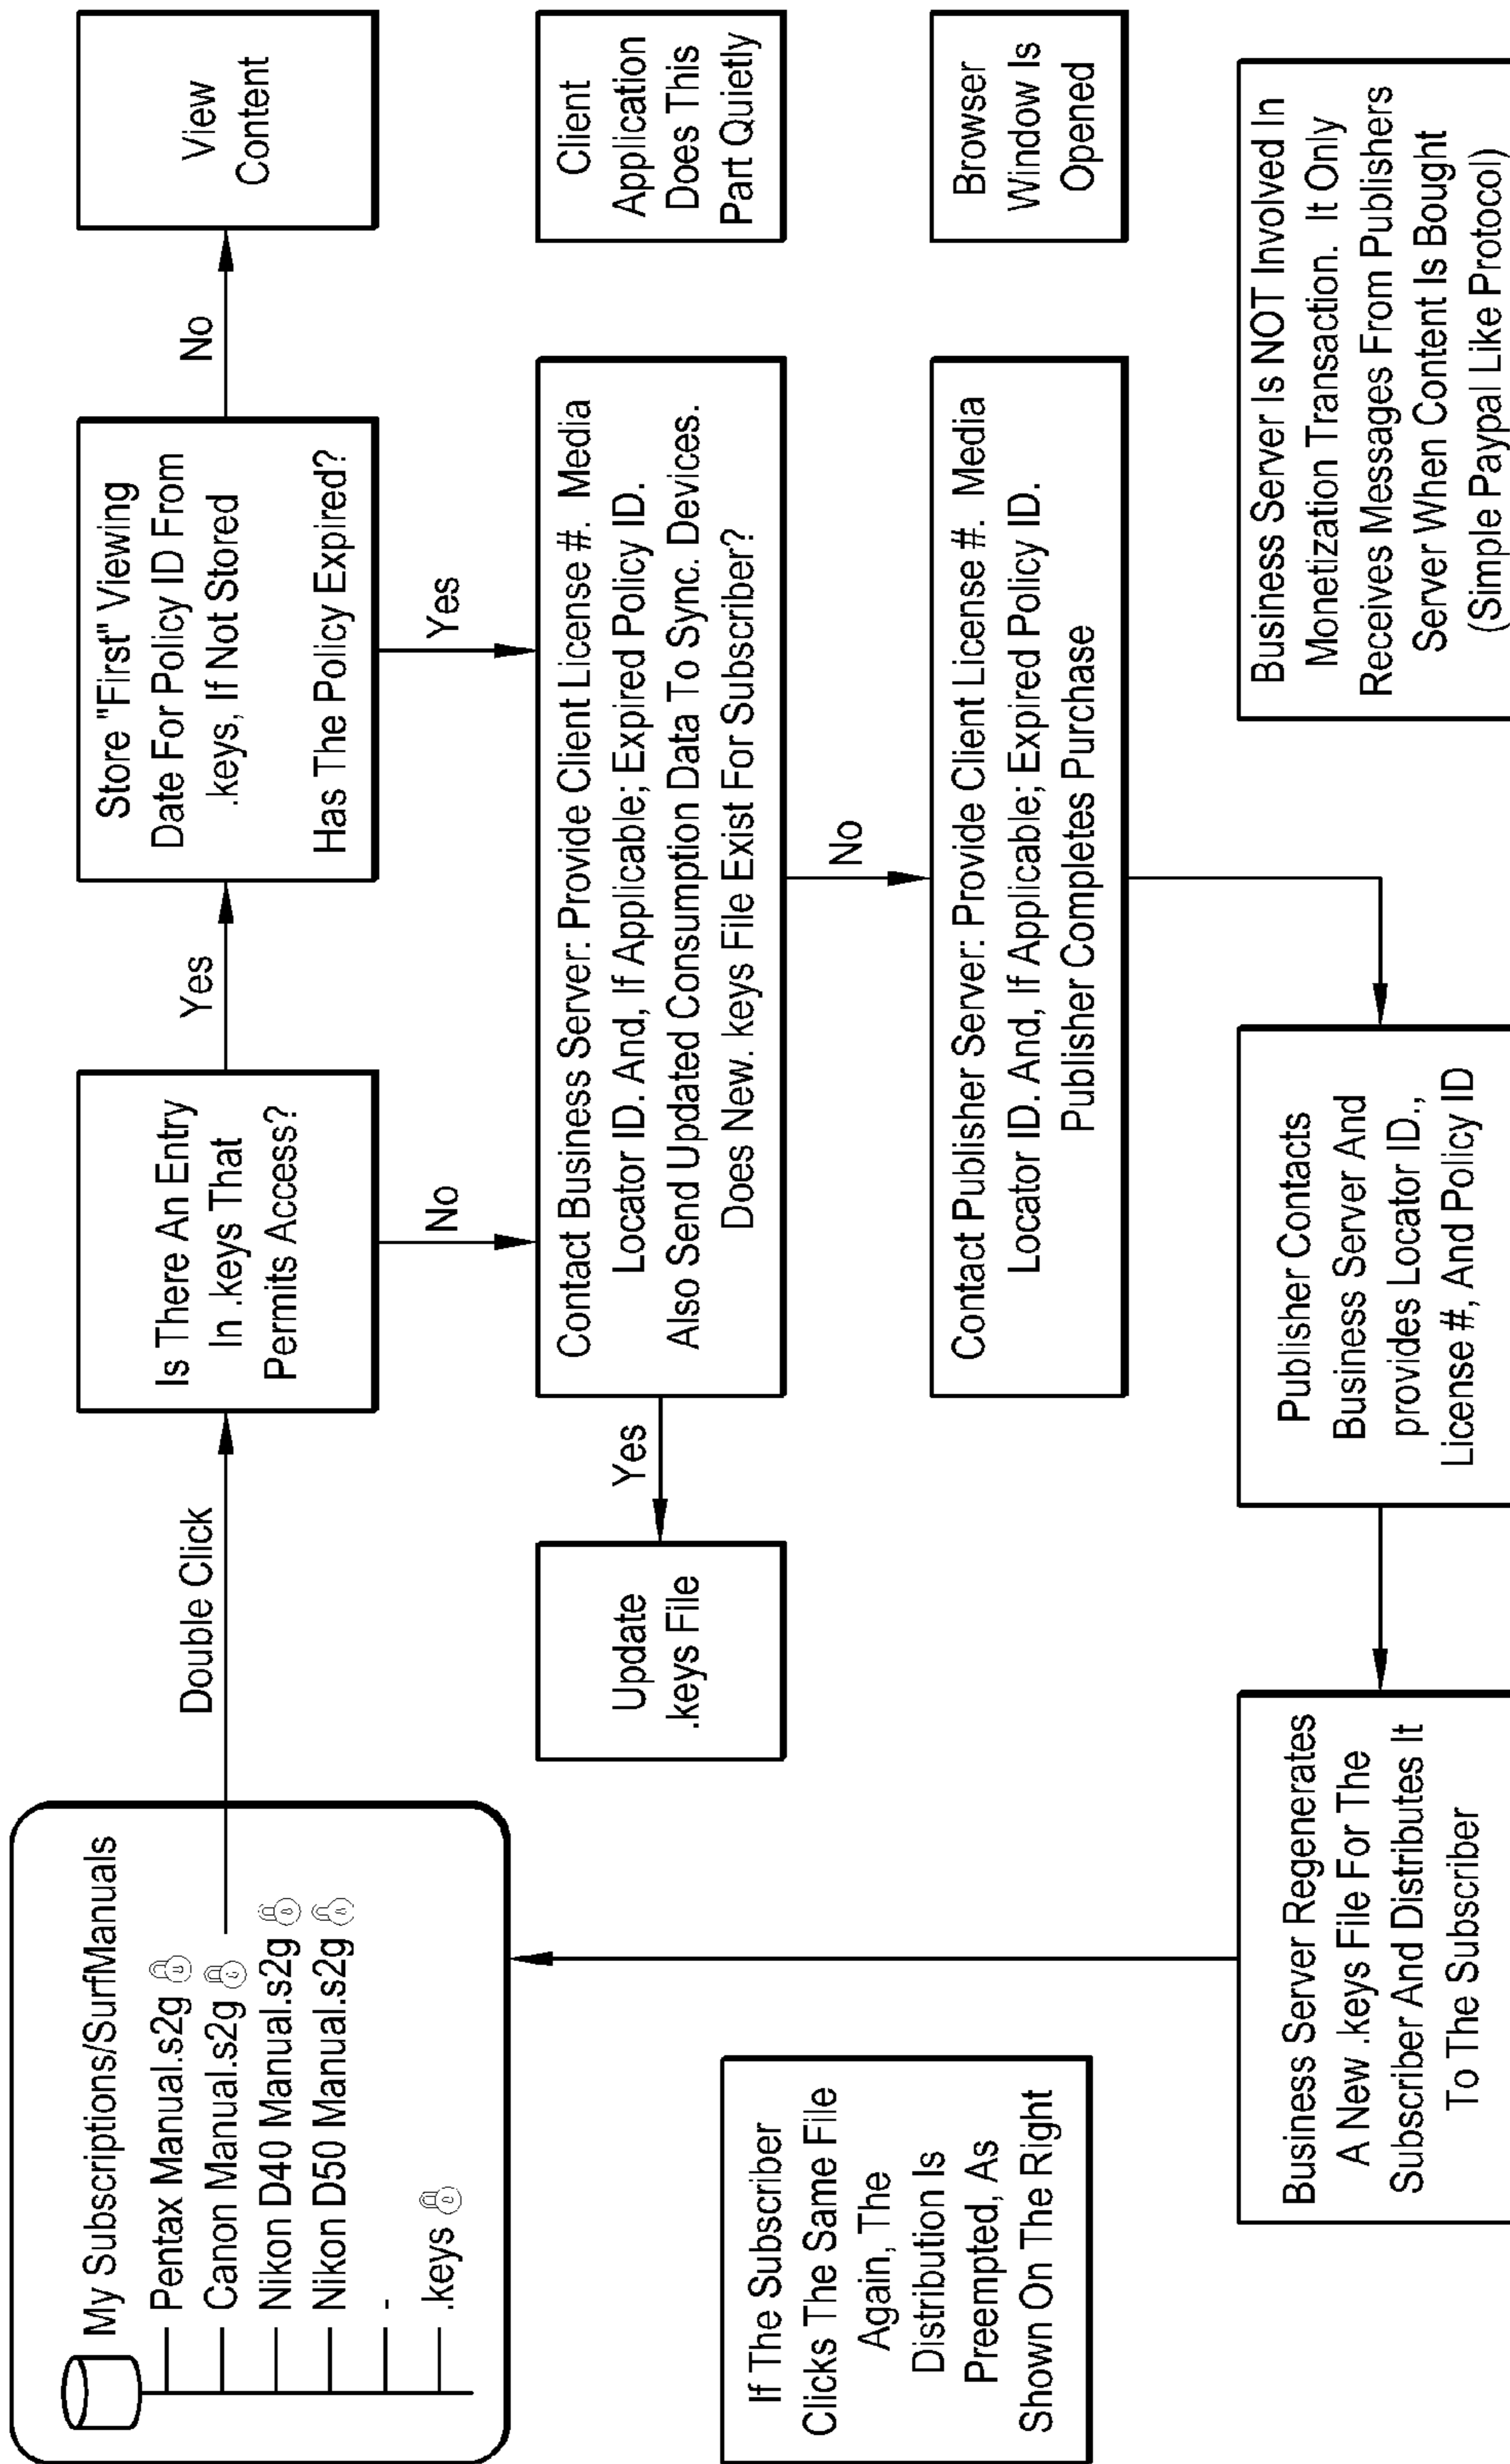 My Subscriptions/SurfManuals
Pentax Manual.s2g
Canon Manual.s2g
Nikon D40 Manual.s2g
Nikon D50 Manual.s2g
-
.keys
Double Click
Is There An Entry
In .keys That
Permits Access?
Yes
No
Store "First" Viewing
Date For Policy ID From
.keys, If Not Stored
Has The Policy Expired?
No
Yes
View
Content
Update
.keys File
Yes
Contact Business Server: Provide Client License #. Media
Locator ID. And, If Applicable; Expired Policy ID.
Also Send Updated Consumption Data To Sync. Devices.
Does New. keys File Exist For Subscriber?
No
Client
Application
Does This
Part Quietly
If The Subscriber
Clicks The Same File
Again, The
Distribution Is
Preempted, As
Shown On The Right
Contact Publisher Server: Provide Client License #. Media
Locator ID. And, If Applicable; Expired Policy ID.
Publisher Completes Purchase
Browser
Window Is
Opened
Business Server Regenerates
A New .keys File For The
Subscriber And Distributes It
To The Subscriber
Publisher Contacts
Business Server And
provides Locator ID.,
License #, And Policy ID
Business Server Is NOT Involved In
Monetization Transaction. It Only
Receives Messages From Publishers
Server When Content Is Bought
(Simple Paypal Like Protocol)